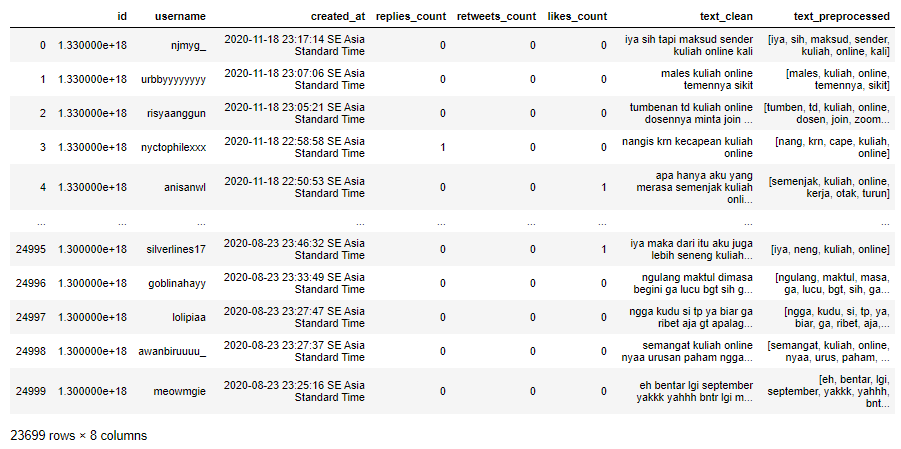 id username created_at replies_count retweets_count likes_count text_clean text_preprocessed
0 1.330000e+18 njmyg_ 2020-11-18 23:17:14 SE Asia Standard Time 0 0 0 iya sih tapi maksud sender kuliah online kali [iya, sih, maksud, sender, kuliah, online, kali]
1 1.330000e+18 urbbyyyyyyyy 2020-11-18 23:07:06 SE Asia Standard Time 0 0 0 males kuliah online temennya sikit [males, kuliah, online, temennya, sikit]
2 1.330000e+18 risyaanggun 2020-11-18 23:05:21 SE Asia Standard Time 0 0 0 tumbenan td kuliah online dosennya minta join ... [tumben, td, kuliah, online, dosen, join, zoom...
3 1.330000e+18 nyctophilexxx 2020-11-18 22:58:58 SE Asia Standard Time 1 0 0 nangis krn kecapean kuliah online [nang, krn, cape, kuliah, online]
4 1.330000e+18 anisanwl 2020-11-18 22:50:53 SE Asia Standard Time 0 0 1 apa hanya aku yang merasa semenjak kuliah onli... [semenjak, kuliah, online, kerja, otak, turun]
... ... ... ... ... ... ... ... ...
24995 1.300000e+18 silverlines17 2020-08-23 23:46:32 SE Asia Standard Time 0 0 1 iya maka dari itu aku juga lebih seneng kuliah... [iya, neng, kuliah, online]
24996 1.300000e+18 goblinahayy 2020-08-23 23:33:49 SE Asia Standard Time 0 0 0 ngulang maktul dimasa begini ga lucu bgt sih g... [ngulang, maktul, masa, ga, lucu, bgt, sih, ga...
24997 1.300000e+18 lolipiaa 2020-08-23 23:27:47 SE Asia Standard Time 0 0 0 ngga kudu si tp ya biar ga ribet aja gt apalag... [ngga, kudu, si, tp, ya, biar, ga, ribet, aja,...
24998 1.300000e+18 awanbiruuuu_ 2020-08-23 23:27:37 SE Asia Standard Time 0 0 0 semangat kuliah online nyaa urusan paham ngga... [semangat, kuliah, online, nyaa, urus, paham, ...
24999 1.300000e+18 meowmgie 2020-08-23 23:25:16 SE Asia Standard Time 0 0 0 eh bentar lgi september yakkk yahhh bntr lgi m... [eh, bentar, lgi, september, yakkk, yahhh, bnt...
23699 rows × 8 columns